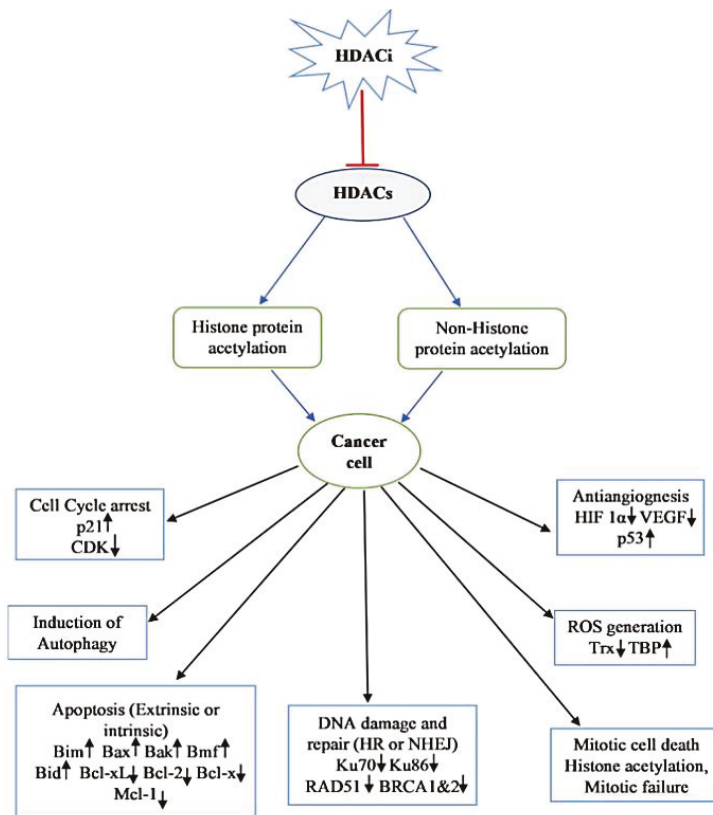 HDACi
HDACs
Histone protein
acetylation
Non-Histone
protein acetylation
Cancer
cell
Cell Cycle arrest
p21↑
CDK↓
Antiangiognesis
HIF 1α↓ VEGF↓
p53↑
Induction of
Autophagy
ROS generation
Trx↓ TBP↑
Apoptosis (Extrinsic or
intrinsic)
Bim↑ Bax↑ Bak↑ Bmf↑
Bid↑ Bcl-xL↓ Bcl-2↓ Bcl-x↓
Mcl-1↓
DNA damage and
repair (HR or NHEJ)
Ku70↓ Ku86↓
RAD51↓ BRCA1&2↓
Mitotic cell death
Histone acetylation,
Mitotic failure